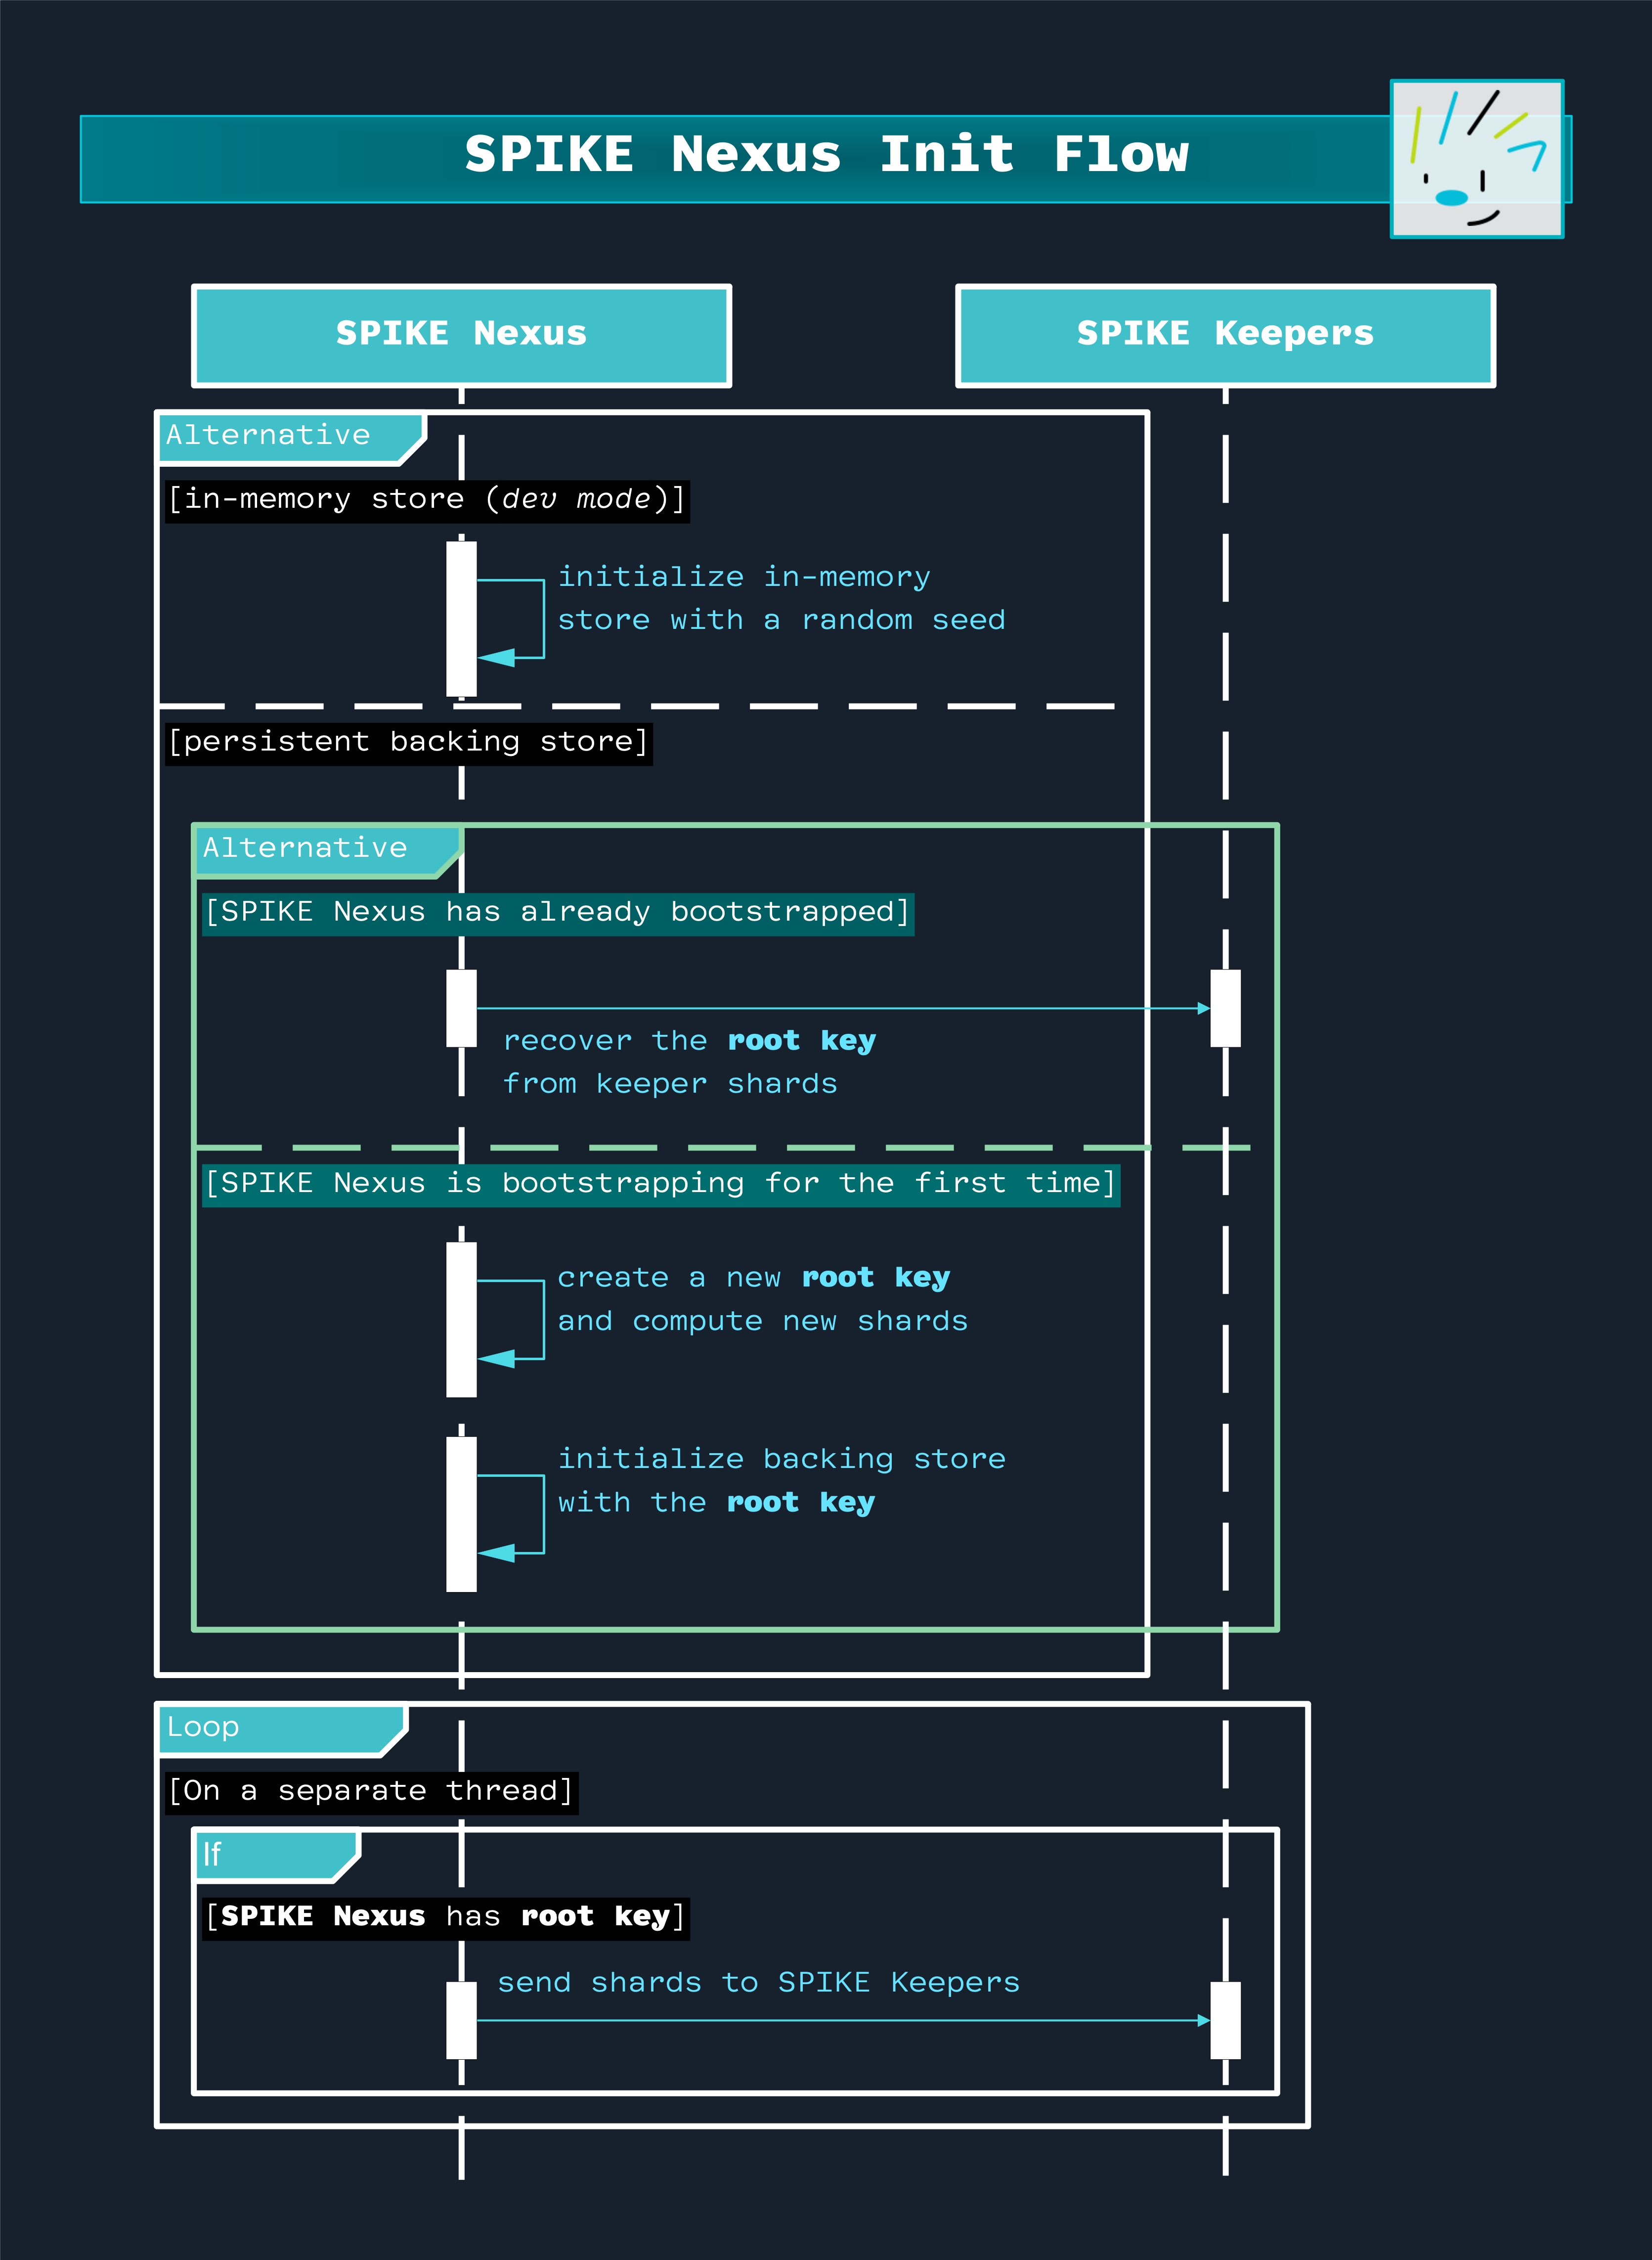 SPIKE Nexus Init Flow
SPIKE Nexus
SPIKE Keepers
Alternative
[in-memory store (dev mode)]
initialize in-memory
store with a random seed
[persistent backing store]
Alternative
[SPIKE Nexus has already bootstrapped]
recover the root key
from keeper shards
[SPIKE Nexus is bootstrapping for the first time]
create a new root key
and compute new shards
initialize backing store
with the root key
Loop
[On a separate thread]
If
[SPIKE Nexus has root key]
send shards to SPIKE Keepers